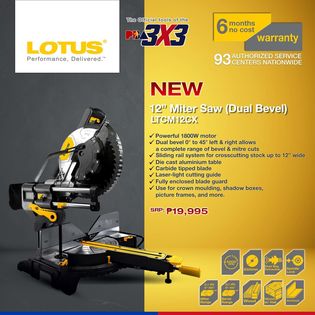 LOTUS®
Performance, Delivered.™
The Official tools of the
3X3
6 months
no cost
warranty
93 AUTHORIZED SERVICE
CENTERS NATIONWIDE
NEW
12" Miter Saw (Dual Bevel)
LTCM12CX
✓ Powerful 1800W motor
✓ Dual bevel 0° to 45° left & right allows
a complete range of bevel & mitre cuts
✓ Sliding rail system for crosscutting stock up to 12" wide
✓ Die cast aluminum table
✓ Carbide tipped blade
✓ Laser-light cutting guide
✓ Fully enclosed blade guard
✓ Use for crown moulding, shadow boxes,
picture frames, and more.
SRP: ₱19,995